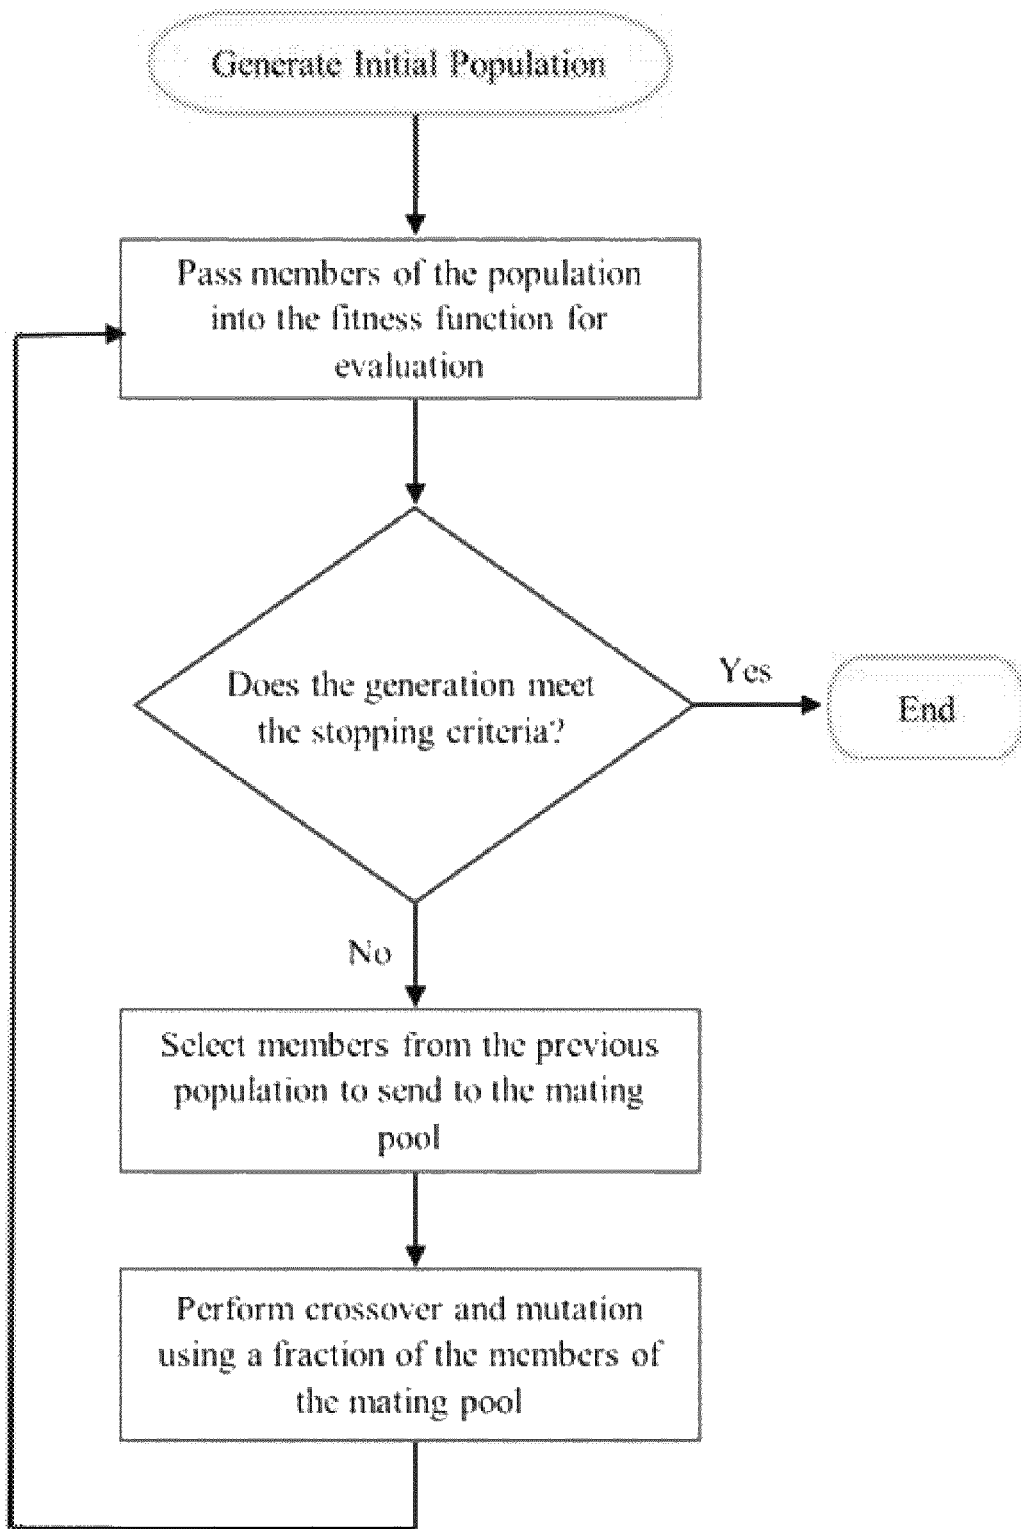 Generate Initial Population
Pass members of the population
into the fitness function for
evaluation
Does the generation meet
the stopping criteria?
Yes
End
No
Select members from the previous
population to send to the mating
pool
Perform crossover and mutation
using a fraction of the members of
the mating pool